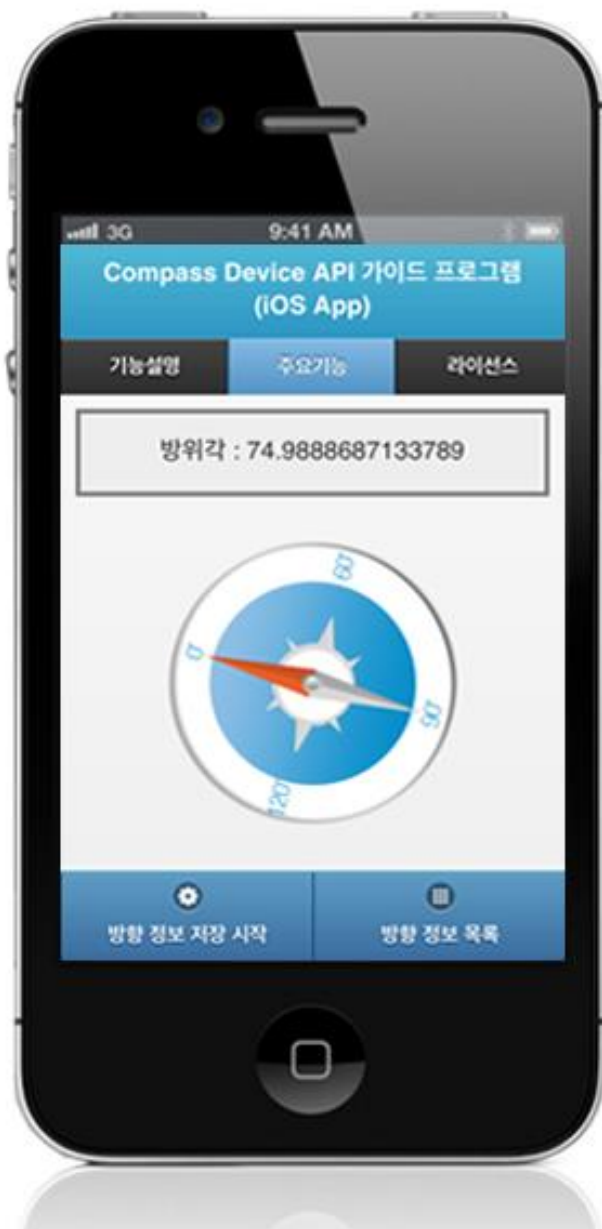 3G 9:41 AM
Compass Device API 가이드 프로그램
(iOS App)
기능설명 주요기능 라이선스
방위각 : 74.9888687133789
60
0
90
120
방향 정보 저장 시작 방향 정보 목록